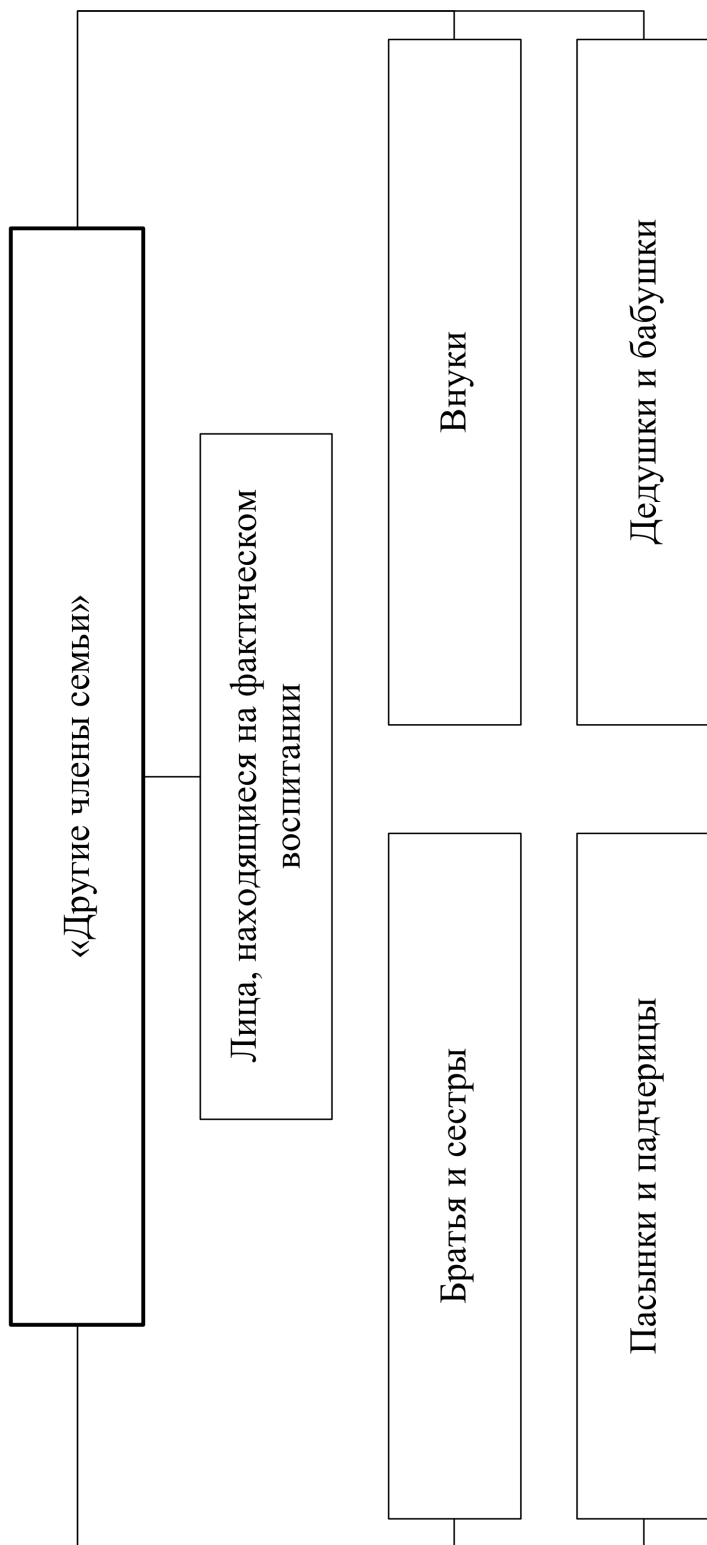 «Другие члены семьи»
Лица, находящиеся на фактическом
воспитании
Братья и сестры
Внуки
Пасынки и падчерицы
Дедушки и бабушки